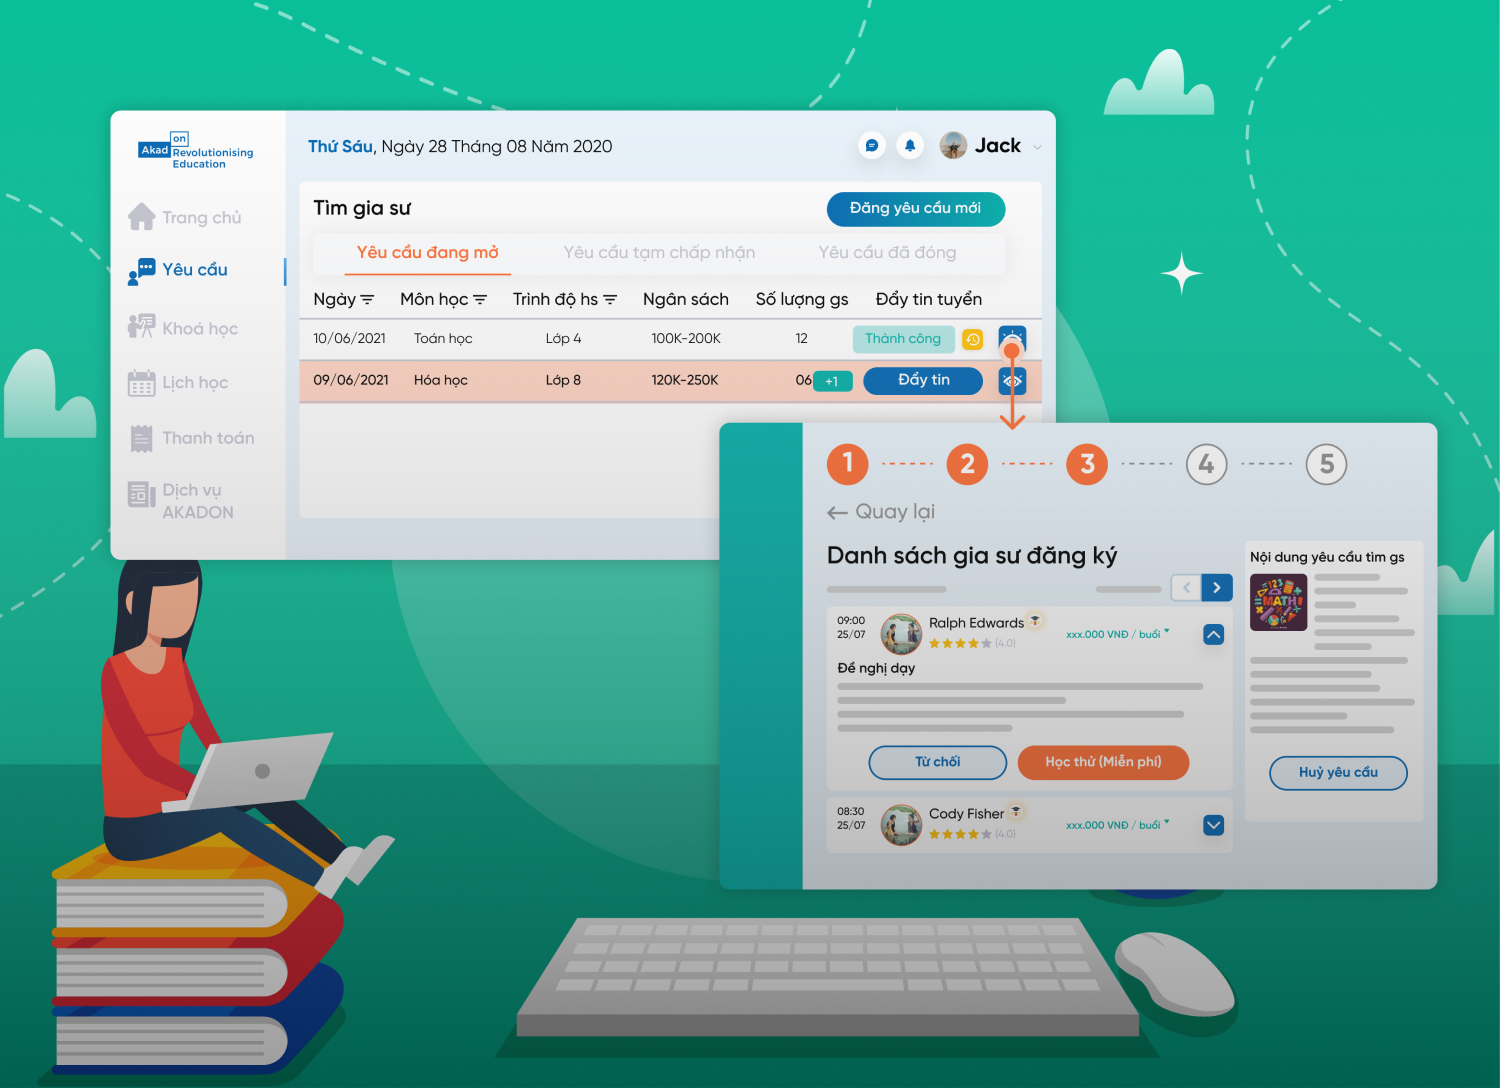 on
Akad
Revolutionising
Education
Trang chủ
Yêu cầu
Khoá học
Lịch học
Thanh toán
Dịch vụ
AKADON
Thứ Sáu, Ngày 28 Tháng 08 Năm 2020
Jack
Tìm gia sư
Đăng yêu cầu mới
Yêu cầu đang mở
Yêu cầu tạm chấp nhận
Yêu cầu đã đóng
Ngày Môn học Trình độ hs Ngân sách Số lượng gs Đẩy tin tuyển
10/06/2021 Toán học Lớp 4 100K-200K 12 Thành công
09/06/2021 Hóa học Lớp 8 120K-250K 06 +1 Đẩy tin
1 2 3 4 5
Quay lại
Danh sách gia sư đăng ký
09:00
25/07
Ralph Edwards
(4.0)
xxx.000 VNĐ / buổi
Đề nghị dạy
Từ chối
Học thử (Miễn phí)
08:30
25/07
Cody Fisher
(4.0)
xxx.000 VNĐ / buổi
Nội dung yêu cầu tìm gs
123
MATH!
Huỷ yêu cầu